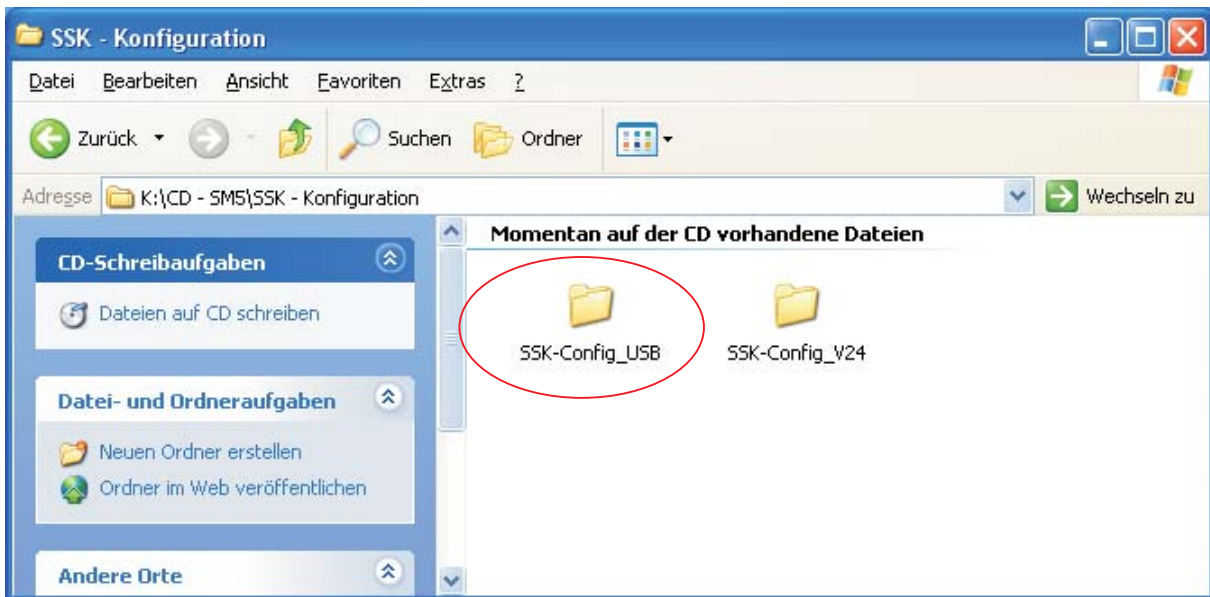 SSK - Konfiguration
Datei Bearbeiten Ansicht Favoriten Extras ?
Zurück Suchen Ordner
Adresse K:\CD - SM5\SSK - Konfiguration Wechseln zu
CD-Schreibaufgaben
Dateien auf CD schreiben
Datei- und Ordneraufgaben
Neuen Ordner erstellen
Ordner im Web veröffentlichen
Andere Orte
Momentan auf der CD vorhandene Dateien
SSK-Config_USB SSK-Config_V24